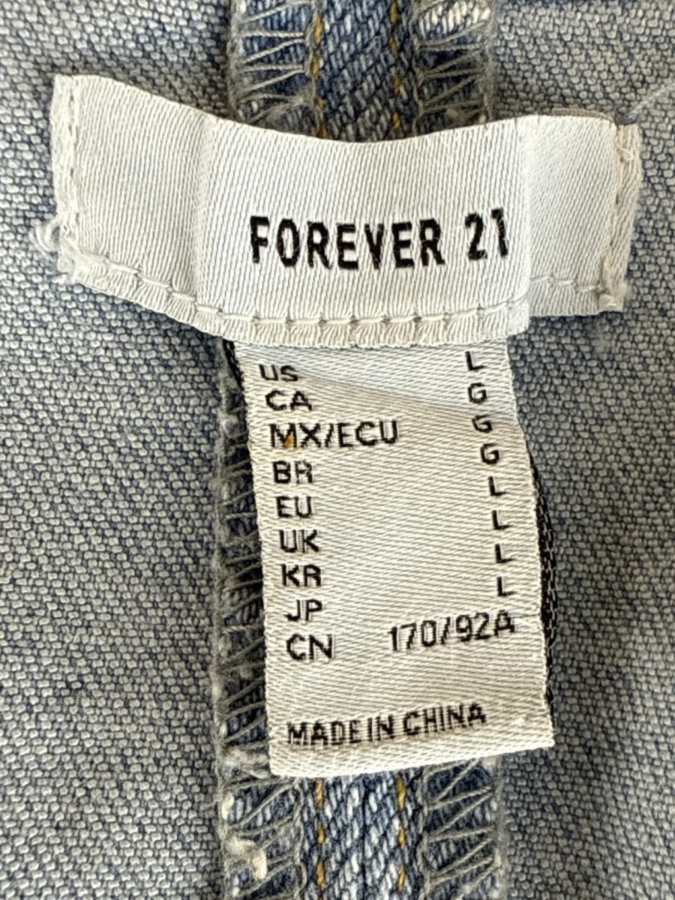 FOREVER 21
US L
CA G
MX/ECU G
BR G
EU L
UK L
KR L
JP L
CN 170/92A
MADE IN CHINA